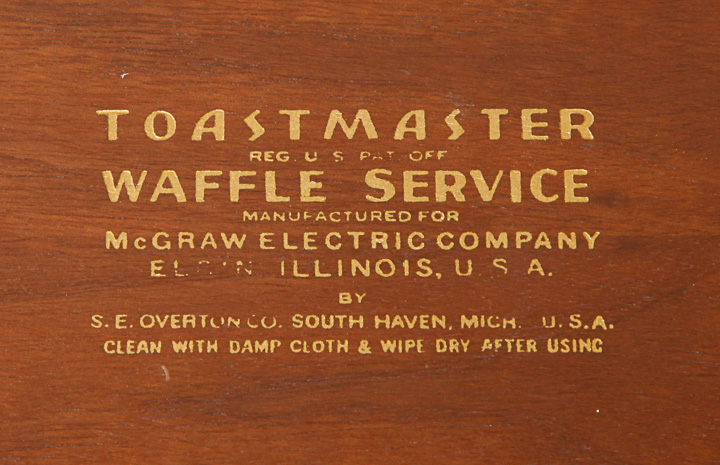 TOASTMASTER
REG. U S PAT OFF
WAFFLE SERVICE
MANUFACTURED FOR
McGRAW ELECTRIC COMPANY
ELGIN ILLINOIS, U. S. A.
BY
S. E. OVERTON CO. SOUTH HAVEN, MICH. U. S. A.
CLEAN WITH DAMP CLOTH & WIPE DRY AFTER USING